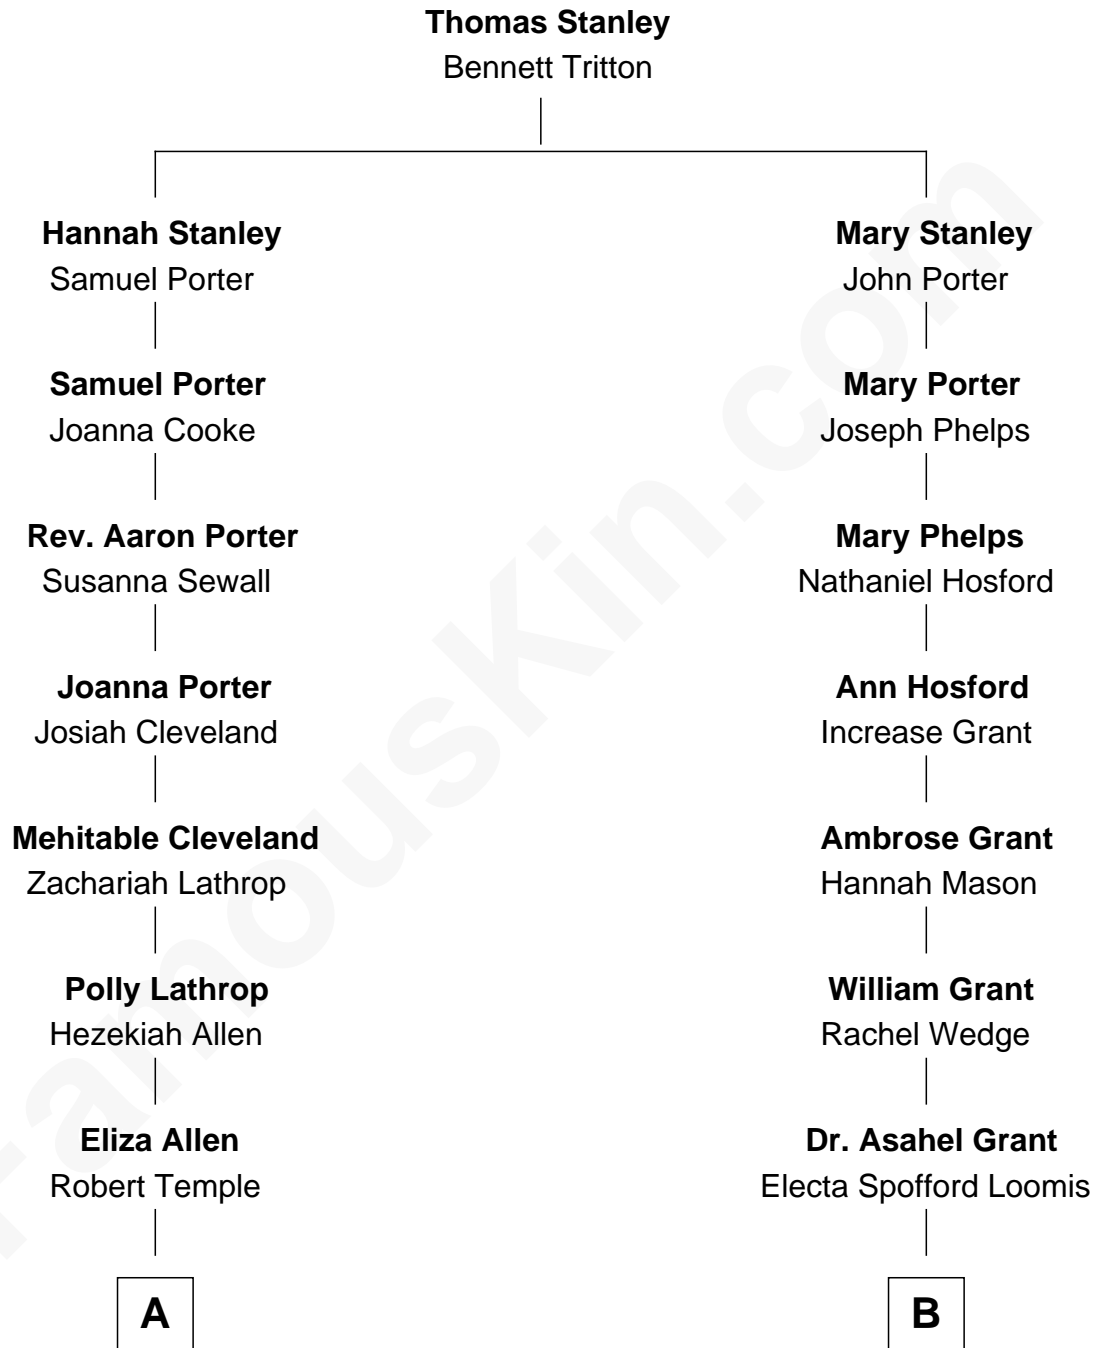 Thomas Stanley
Bennett Tritton
Hannah Stanley
Samuel Porter
Mary Stanley
John Porter
Samuel Porter
Joanna Cooke
Mary Porter
Joseph Phelps
Rev. Aaron Porter
Susanna Sewall
Mary Phelps
Nathaniel Hosford
Joanna Porter
Josiah Cleveland
Ann Hosford
Increase Grant
Mehitable Cleveland
Zachariah Lathrop
Ambrose Grant
Hannah Mason
Polly Lathrop
Hezekiah Allen
William Grant
Rachel Wedge
Eliza Allen
Robert Temple
Dr. Asahel Grant
Electa Spofford Loomis
A
B
FamousKin.com